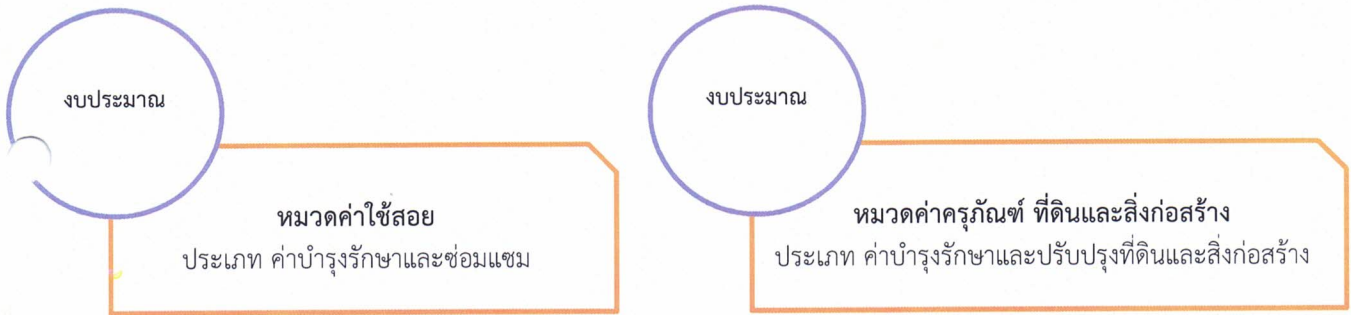 งบประมาณ
หมวดค่าใช้สอย
ประเภท ค่าบำรุงรักษาและซ่อมแซม
งบประมาณ
หมวดค่าครุภัณฑ์ ที่ดินและสิ่งก่อสร้าง
ประเภท ค่าบำรุงรักษาและปรับปรุงที่ดินและสิ่งก่อสร้าง